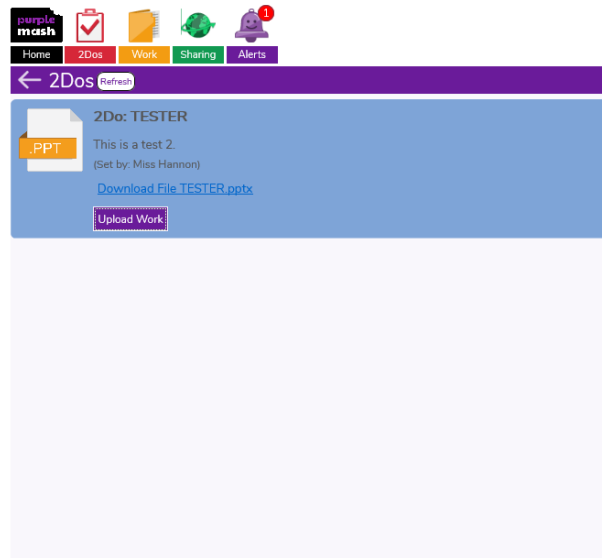 purple
mash
1
Home 2Dos Work Sharing Alerts
2Dos Refresh
2Do: TESTER
.PPT
This is a test 2.
(Set by: Miss Hannon)
Download File TESTER.pptx
Upload Work